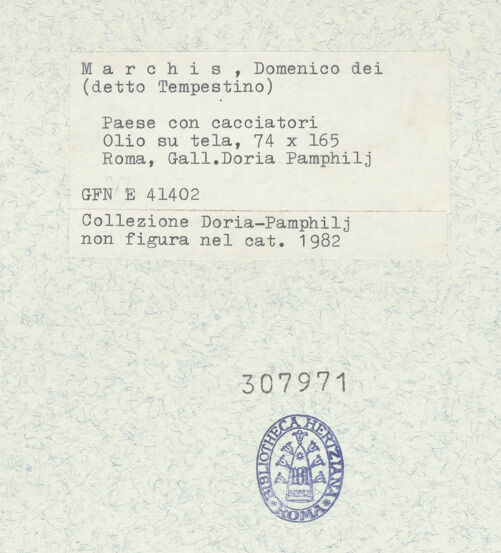 M a r c h i s , Domenico dei
(detto Tempestino)
Paese con cacciatori
Olio su tela, 74 x 165
Roma, Gall.Doria Pamphilj
GFN E 41402
Collezione Doria-Pamphilj
non figura nel cat. 1982
307971
BIBLIOTHECA HERTZIANA
ROMA